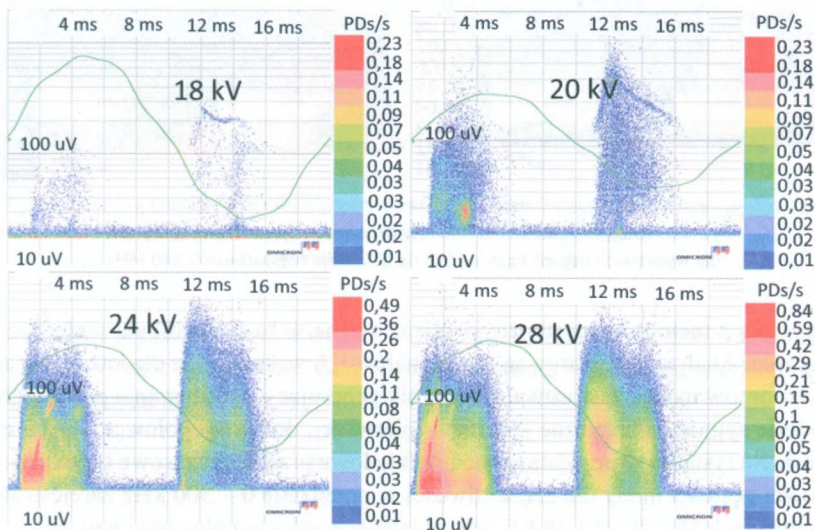 4 ms 8 ms 12 ms 16 ms PDs/s
18 kV
100 uV
10 uV
OMICRON
0,23
0,18
0,14
0,11
0,09
0,07
0,05
0,04
0,03
0,03
0,02
0,02
0,01
4 ms 8 ms 12 ms 16 ms PDs/s
20 kV
100 uV
10 uV
OMICRON
0,23
0,18
0,14
0,11
0,09
0,07
0,05
0,04
0,03
0,03
0,02
0,02
0,01
4 ms 8 ms 12 ms 16 ms PDs/s
24 kV
100 uV
10 uV
OMICRON
0,49
0,36
0,26
0,2
0,14
0,11
0,08
0,06
0,04
0,03
0,03
0,02
0,01
4 ms 8 ms 12 ms 16 ms PDs/s
28 kV
100 uV
10 uV
OMICRON
0,84
0,59
0,42
0,29
0,21
0,15
0,1
0,07
0,05
0,04
0,03
0,02
0,01